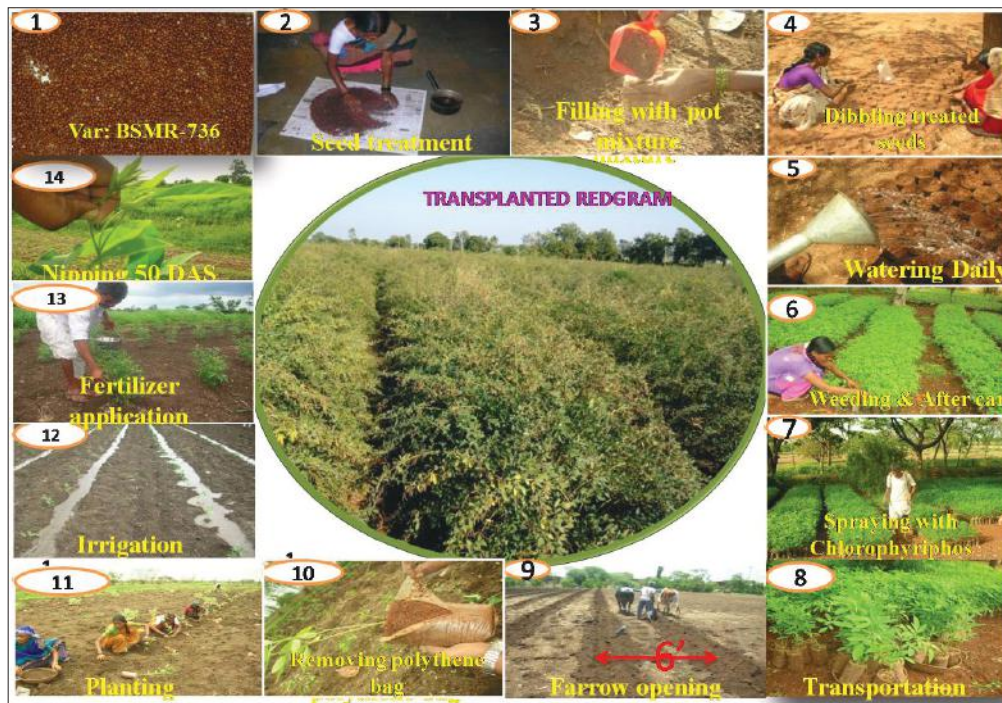 1
Var: BSMR-736
2
Seed treatment
3
Filling with pot
mixture
4
Dibbling treated
seeds
5
Watering Daily
6
Weeding & After car
7
Spraying with
Chlorophyriphos
8
Transportation
9
6'
Farrow opening
10
Removing polythene
bag
11
Planting
12
Irrigation
13
Fertilizer
application
14
Nipping 50 DAS
TRANSPLANTED REDGRAM